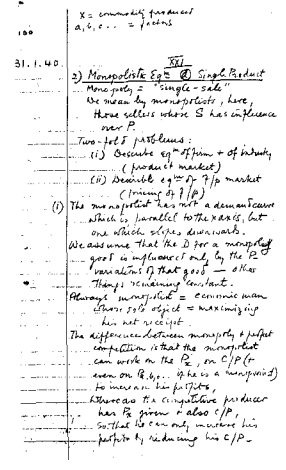 X = commodity produced
a, b, c, ... = factors
100
31.1.40.
XXI
2) Monopolistic Eqm @ Single Product
Monopoly = "single-sale"
We mean by monopolists, here,
those sellers whose S has influence
over P.
Two-fold problems:
(i) Describe eqm of firm + of industry
(product market)
(ii) Describe eqm of f/p market
(pricing of f/p)
(i) The monopolist has not a demand curve
which is parallel to the x axis, but
one which slopes downwards.
We assume that the D for a monopolist
good is influenced only by the P
variations of that good — other
things remaining constant.
Always monopolist = economic man
whose sole object = maximizing
his net receipt.
The difference between monopoly & perfect
competition is that the monopolist
can work on the Px, on C/P (+
even on Pa, b, .. if he is a monopsonist)
to increase his profits,
whereas the competitive producer
has Px given + also C/P,
so that he can only increase his
profits by reducing his C/P.